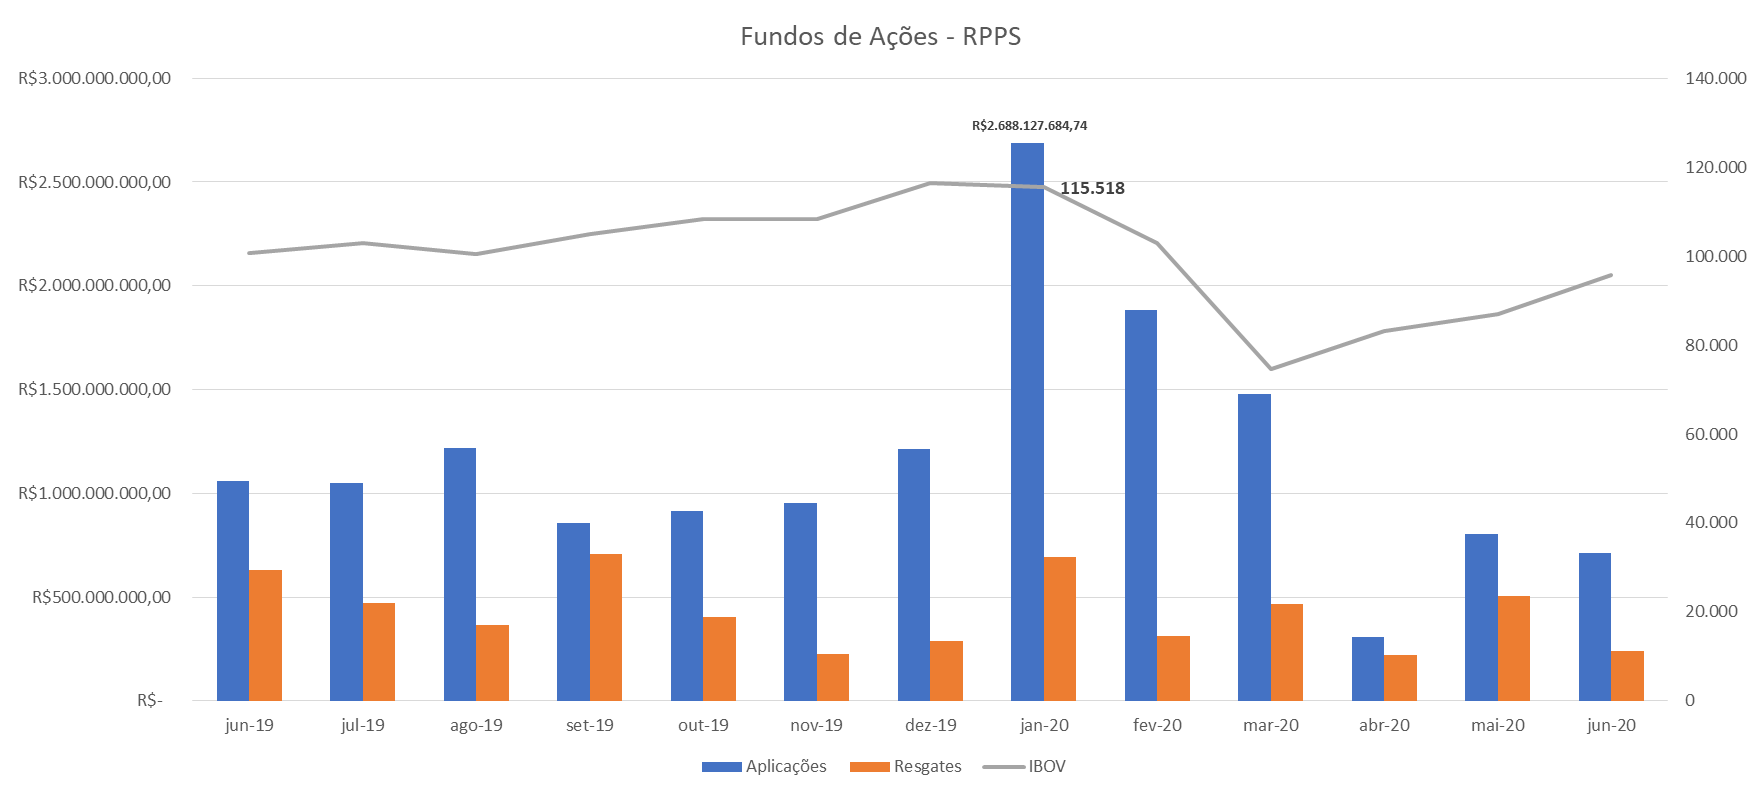 Fundos de Ações - RPPS
R$3.000.000.000,00
R$2.500.000.000,00
R$2.000.000.000,00
R$1.500.000.000,00
R$1.000.000.000,00
R$500.000.000,00
R$-
R$2.688.127.684,74
115.518
140.000
120.000
100.000
80.000
60.000
40.000
20.000
0
jun-19 jul-19 ago-19 set-19 out-19 nov-19 dez-19 jan-20 fev-20 mar-20 abr-20 mai-20 jun-20
Aplicações Resgates IBOV